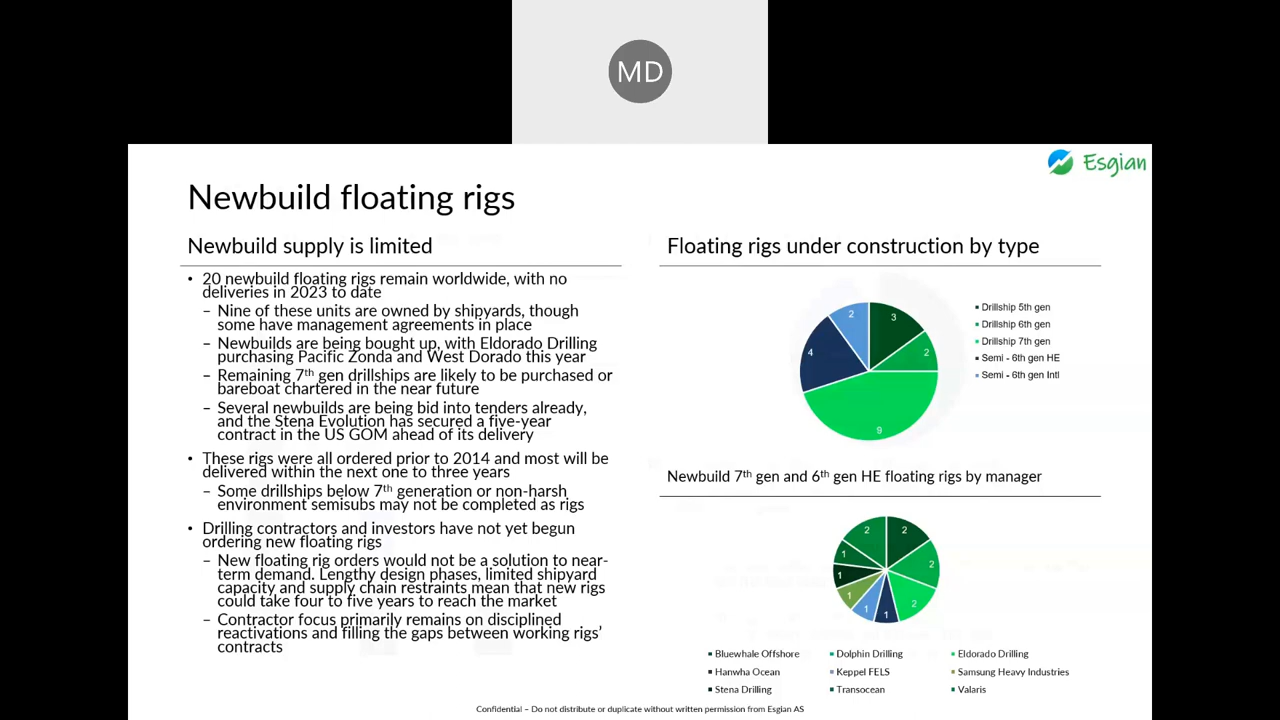 MD
Esgian
Newbuild floating rigs
Newbuild supply is limited
• 20 newbuild floating rigs remain worldwide, with no
deliveries in 2023 to date
– Nine of these units are owned by shipyards, though
some have management agreements in place
– Newbuilds are being bought up, with Eldorado Drilling
purchasing Pacific Zonda and West Dorado this year
– Remaining 7th gen drillships are likely to be purchased or
bareboat chartered in the near future
– Several newbuilds are being bid into tenders already,
and the Stena Evolution has secured a five-year
contract in the US GOM ahead of its delivery
• These rigs were all ordered prior to 2014 and most will be
delivered within the next one to three years
– Some drillships below 7th generation or non-harsh
environment semisubs may not be completed as rigs
• Drilling contractors and investors have not yet begun
ordering new floating rigs
– New floating rig orders would not be a solution to near-
term demand. Lengthy design phases, limited shipyard
capacity and supply chain restraints mean that new rigs
could take four to five years to reach the market
– Contractor focus primarily remains on disciplined
reactivations and filling the gaps between working rigs’
contracts
Floating rigs under construction by type
2
3
2
4
9
Drillship 5th gen
Drillship 6th gen
Drillship 7th gen
Semi - 6th gen HE
Semi - 6th gen Intl
Newbuild 7th gen and 6th gen HE floating rigs by manager
2
2
1
2
1
1
2
1
1
Bluewhale Offshore
Dolphin Drilling
Eldorado Drilling
Hanwha Ocean
Keppel FELS
Samsung Heavy Industries
Stena Drilling
Transocean
Valaris
Confidential – Do not distribute or duplicate without written permission from Esgian AS